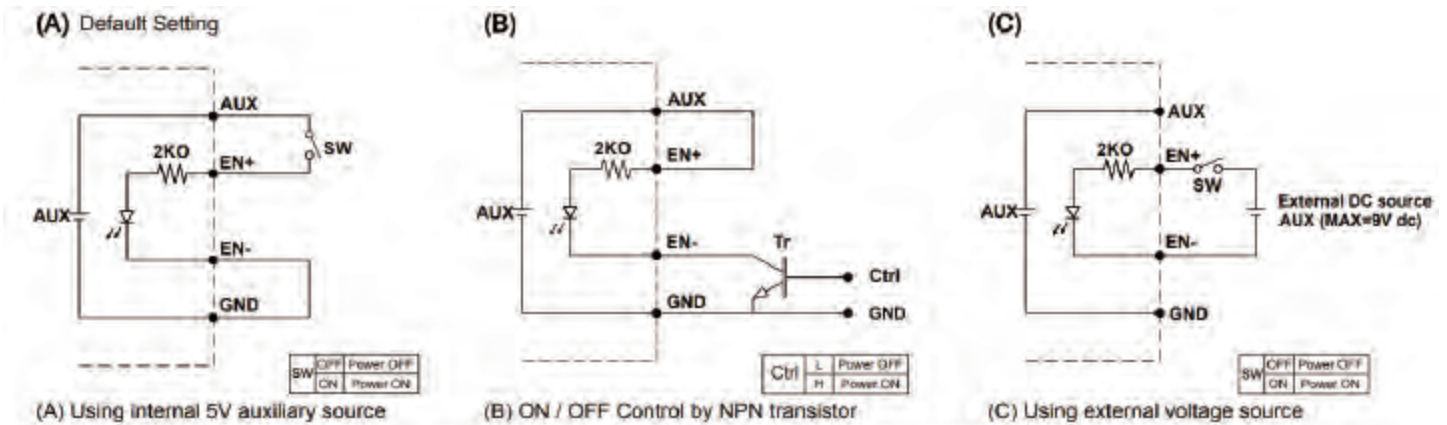 (A) Default Setting
AUX
2KO
EN+
SW
AUX
EN-
GND
SW OFF Power OFF
ON Power ON
(A) Using internal 5V auxiliary source
(B)
AUX
2KO
EN+
AUX
EN-
Tr
Ctrl
GND
GND
Ctrl L Power OFF
H Power ON
(B) ON / OFF Control by NPN transistor
(C)
AUX
2KO
EN+
SW
AUX
External DC source
AUX (MAX=9V dc)
EN-
GND
SW OFF Power OFF
ON Power ON
(C) Using external voltage source